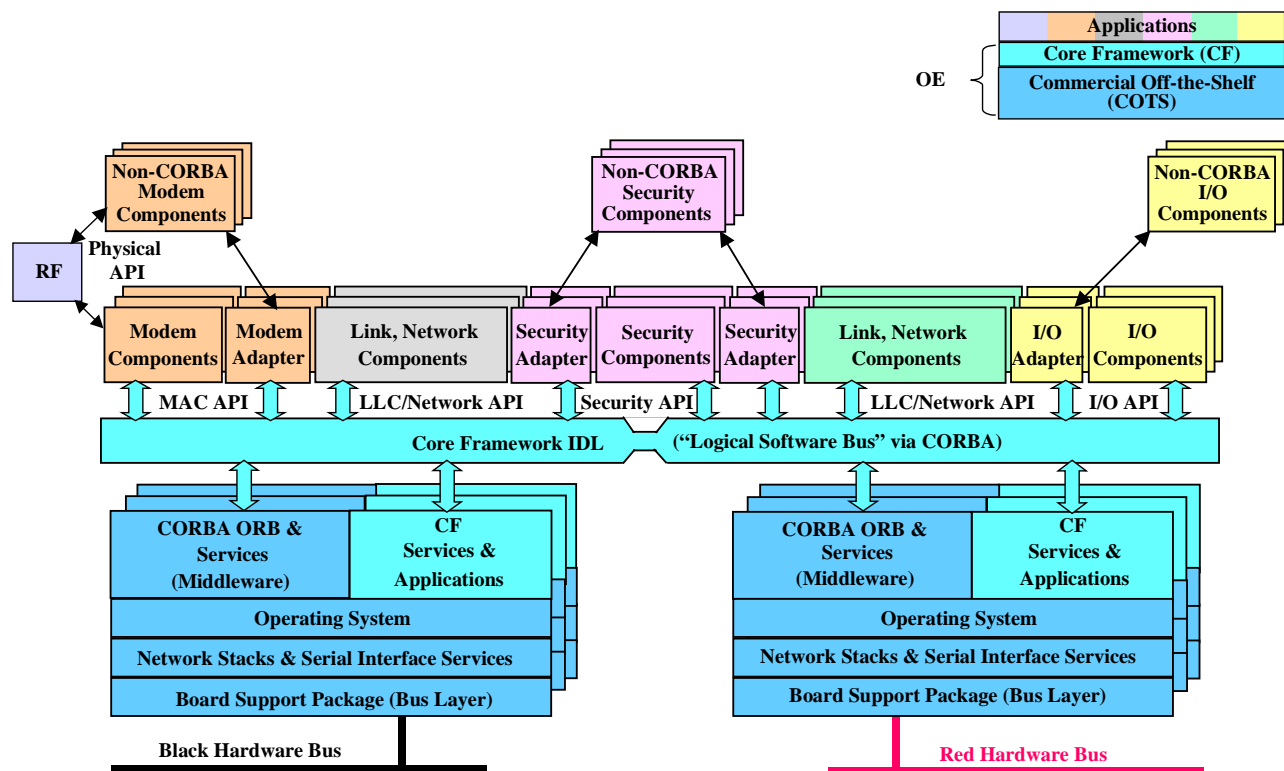 Applications
Core Framework (CF)
OE
Commercial Off-the-Shelf
(COTS)
Non-CORBA
Modem
Components
Non-CORBA
Security
Components
Non-CORBA
I/O
Components
RF
Physical
API
Modem
Components
Modem
Adapter
Link, Network
Components
Security
Adapter
Security
Components
Security
Adapter
Link, Network
Components
I/O
Adapter
I/O
Components
MAC API
LLC/Network API
Security API
LLC/Network API
I/O API
Core Framework IDL
(“Logical Software Bus” via CORBA)
CORBA ORB &
Services
(Middleware)
CF
Services &
Applications
Operating System
Network Stacks & Serial Interface Services
Board Support Package (Bus Layer)
Black Hardware Bus
CORBA ORB &
Services
(Middleware)
CF
Services &
Applications
Operating System
Network Stacks & Serial Interface Services
Board Support Package (Bus Layer)
Red Hardware Bus